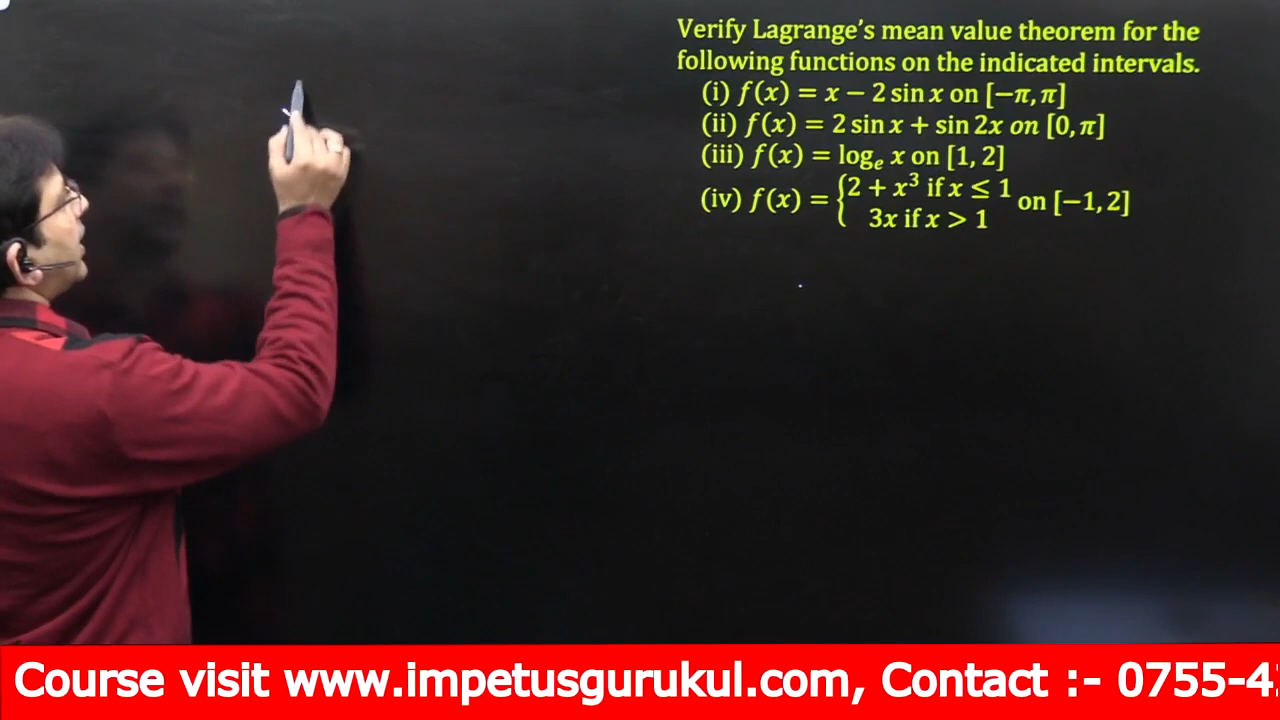 Verify Lagrange's mean value theorem for the
following functions on the indicated intervals.
(i) f(x) = x − 2 sin x on [−π, π]
(ii) f(x) = 2 sin x + sin 2x on [0, π]
(iii) f(x) = logₑ x on [1, 2]
(iv) f(x) = {2 + x³ if x ≤ 1
3x if x > 1 on [−1, 2]
Course visit www.impetusgurukul.com, Contact :- 0755-4